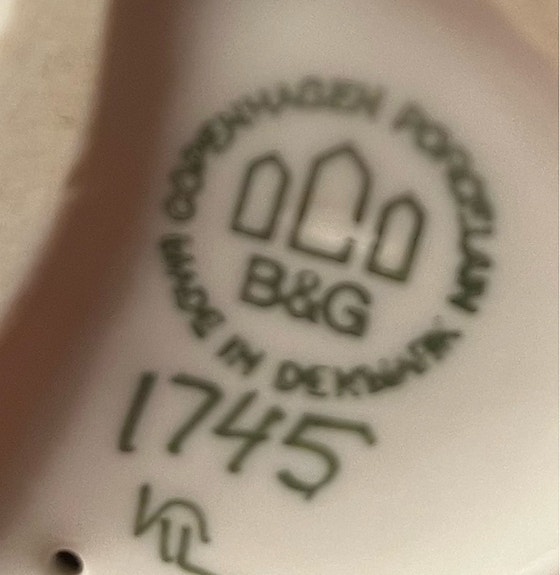 COPENHAGEN PORCELAIN
B&G
MADE IN DENMARK
1745